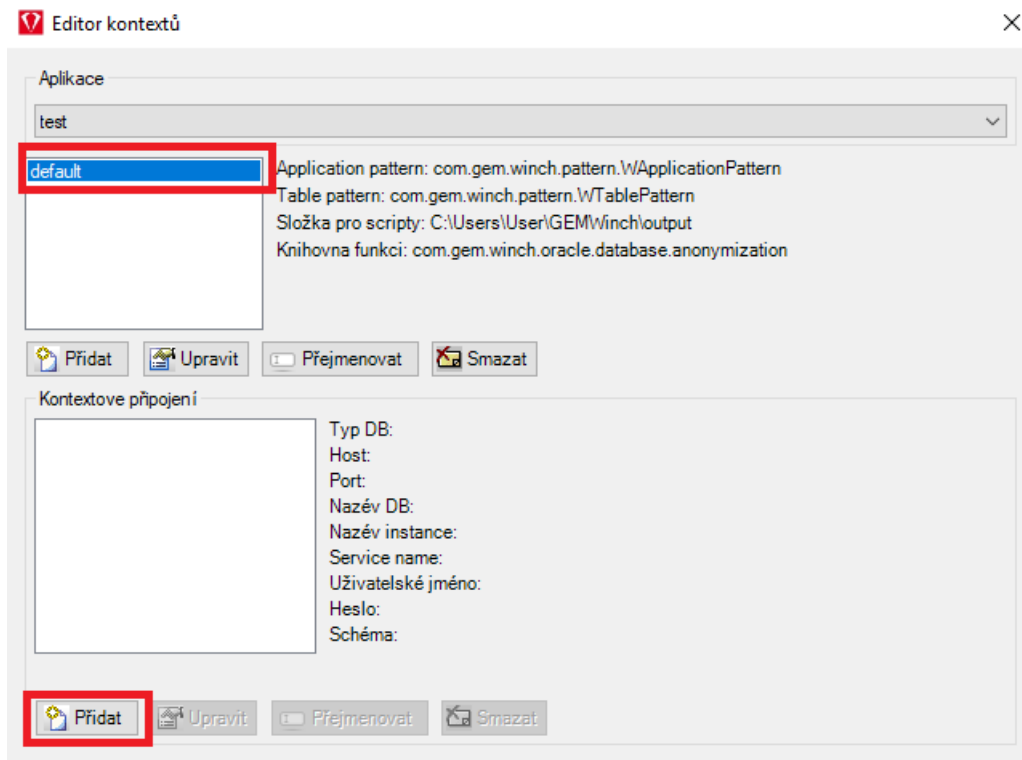 Editor kontextů
Aplikace
test
default
Application pattern: com.gem.winch.pattern.WApplicationPattern
Table pattern: com.gem.winch.pattern.WTablePattern
Složka pro scripty: C:\Users\User\GEMWinch\output
Knihovna funkci: com.gem.winch.oracle.database.anonymization
Přidat Upravit Přejmenovat Smazat
Kontextove připojení
Typ DB:
Host:
Port:
Nazév DB:
Nazév instance:
Service name:
Uživatelské jméno:
Heslo:
Schéma:
Přidat Upravit Přejmenovat Smazat